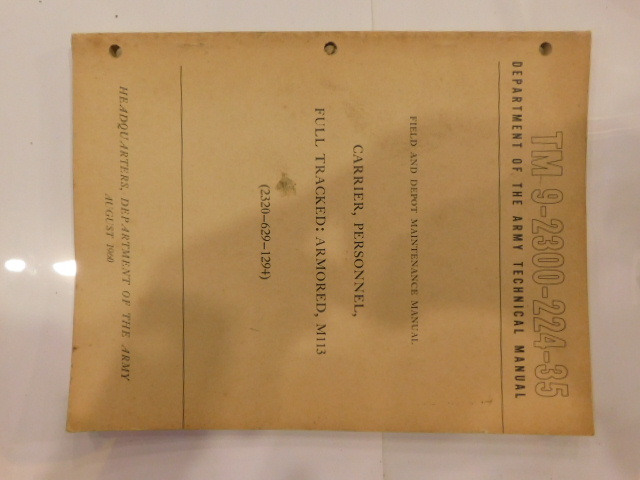 TM 9-2300-224-35
DEPARTMENT OF THE ARMY TECHNICAL MANUAL
FIELD AND DEPOT MAINTENANCE MANUAL
CARRIER, PERSONNEL,
FULL TRACKED: ARMORED, M113
(2320-629-1294)
HEADQUARTERS, DEPARTMENT OF THE ARMY
AUGUST 1960